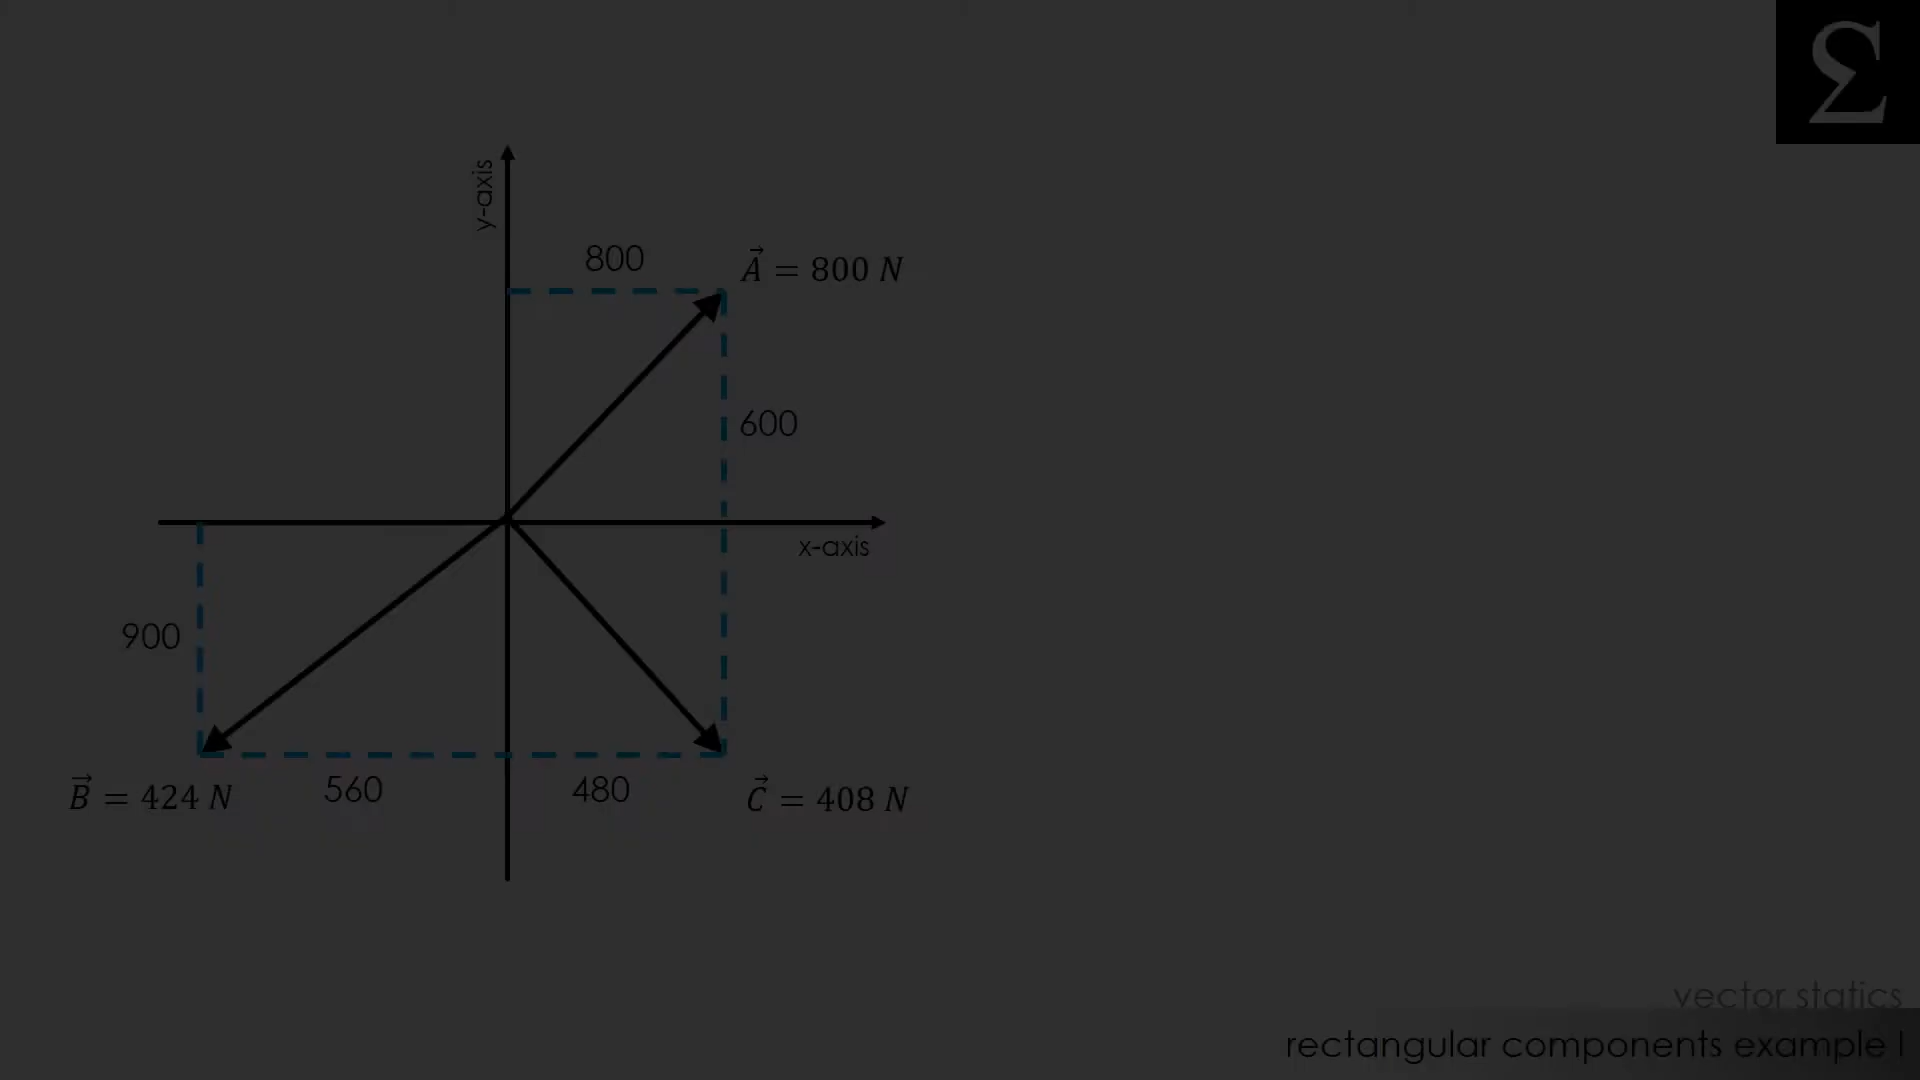 Σ
y-axis
800
A⃗ = 800 N
600
x-axis
900
B⃗ = 424 N
560
480
C⃗ = 408 N
vector statics
rectangular components example I